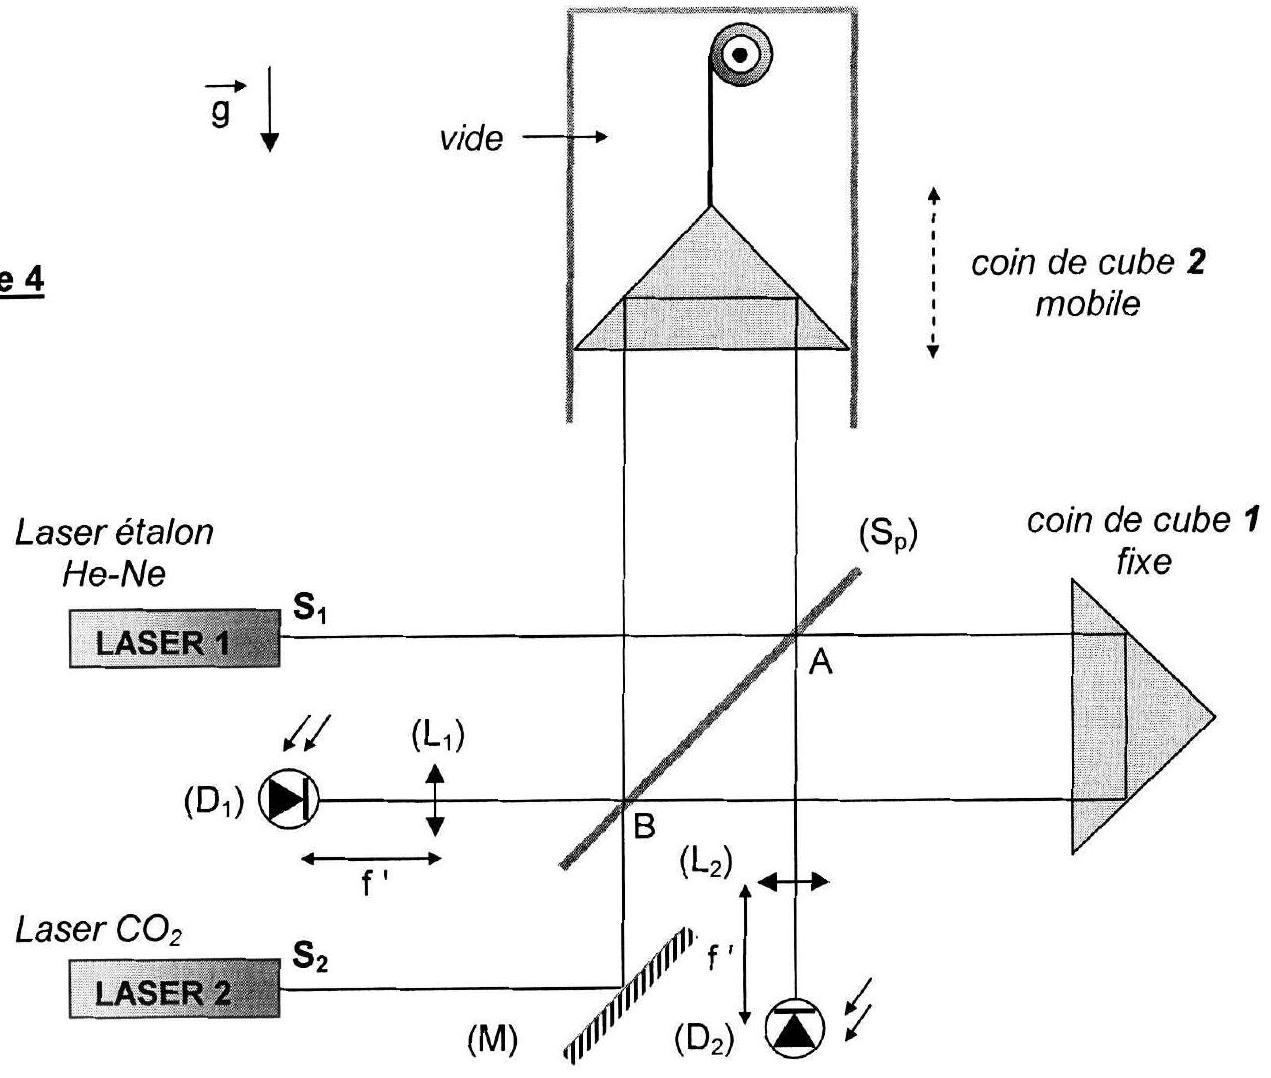 g
vide
e 4
coin de cube 2
mobile
Laser étalon
He-Ne
(Sp)
coin de cube 1
fixe
S1
LASER 1
A
(L1)
(D1)
B
(L2)
f '
Laser CO2
S2
f '
LASER 2
(M)
(D2)